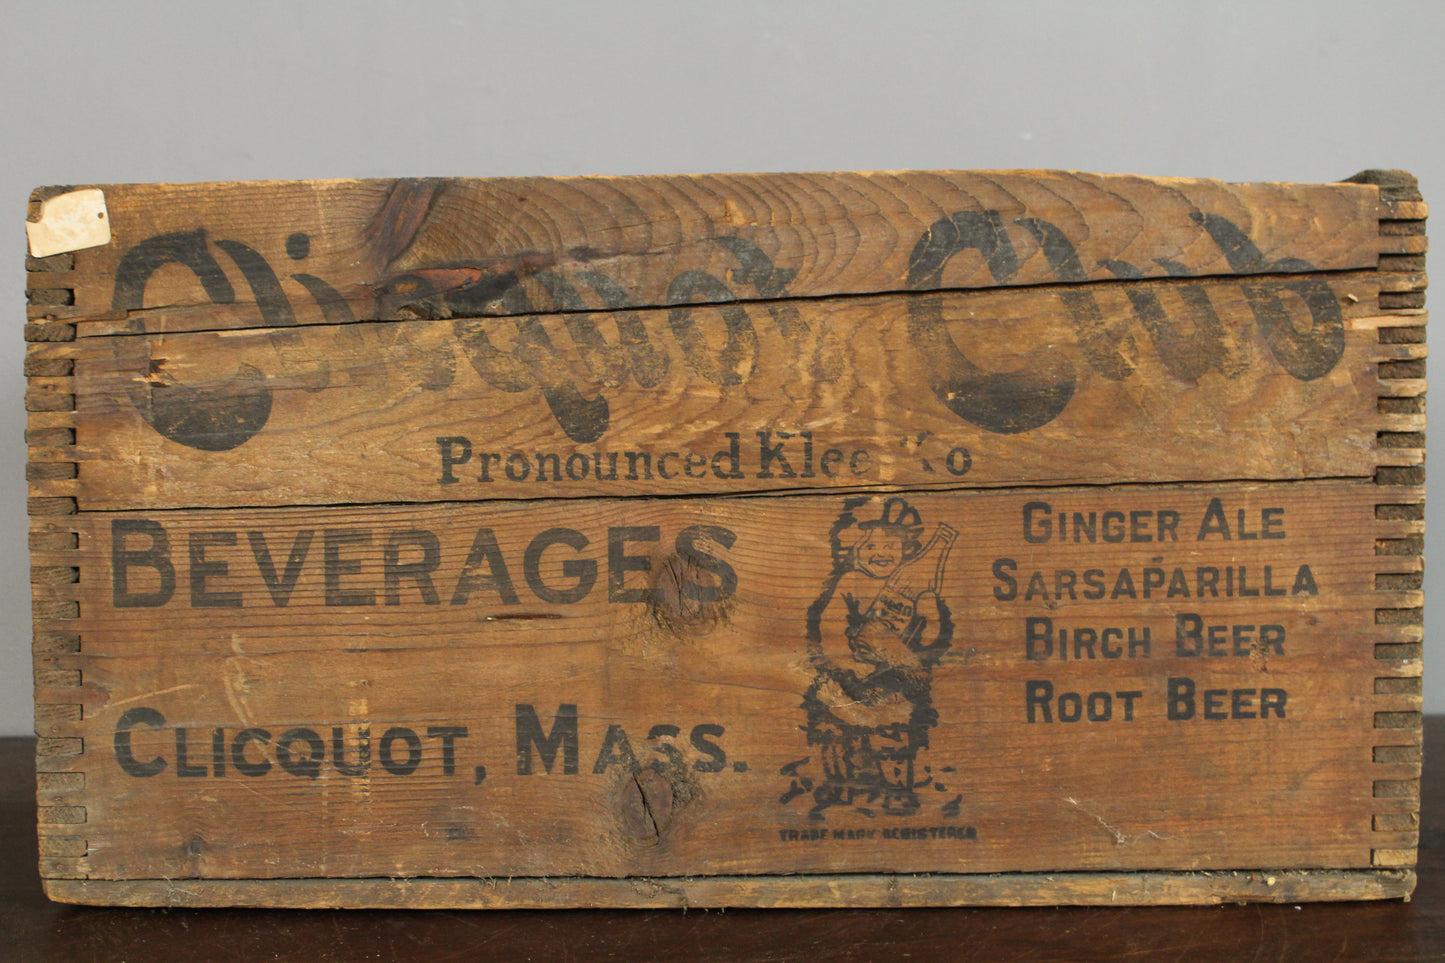 Clicquot Club
Pronounced Klee Ko
BEVERAGES
CLICQUOT, MASS.
GINGER ALE
SARSAPARILLA
BIRCH BEER
ROOT BEER
TRADE MARK REGISTERED